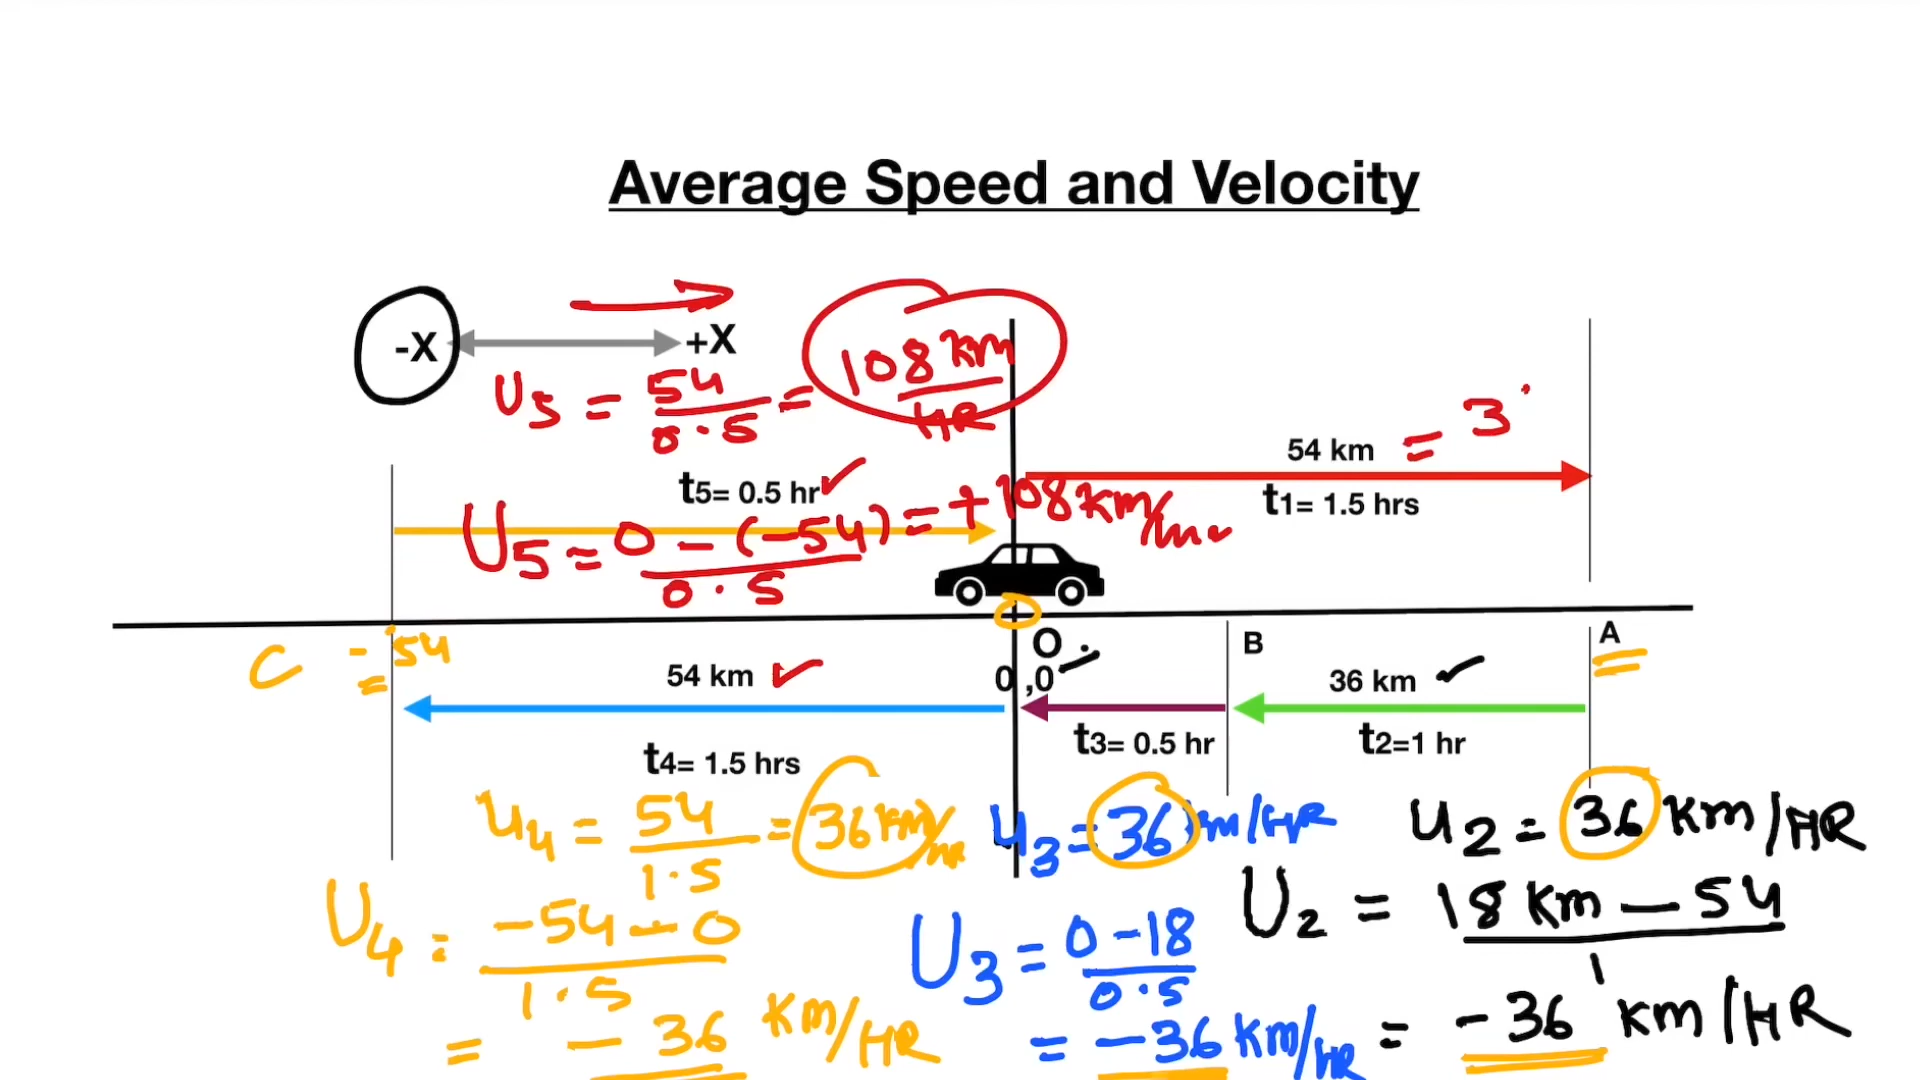 Average Speed and Velocity
-X +X
u5 = 54 / 0.5 = 108 km / HR
54 km = 3
t5= 0.5 hr
t1= 1.5 hrs
U5 = 0 - (-54) / 0.5 = +108 km/
C = -54
O
0,0
B
A
54 km
36 km
t4= 1.5 hrs
t3= 0.5 hr
t2=1 hr
u4 = 54 / 1.5 = 36 km/HR
u3 = 36 km/HR
u2 = 36 km/HR
U4 = -54-0 / 1.5
U3 = 0-18 / 0.5
U2 = 18 km - 54 / 1
= -36 km/HR
= -36 km/HR
= -36 km/HR